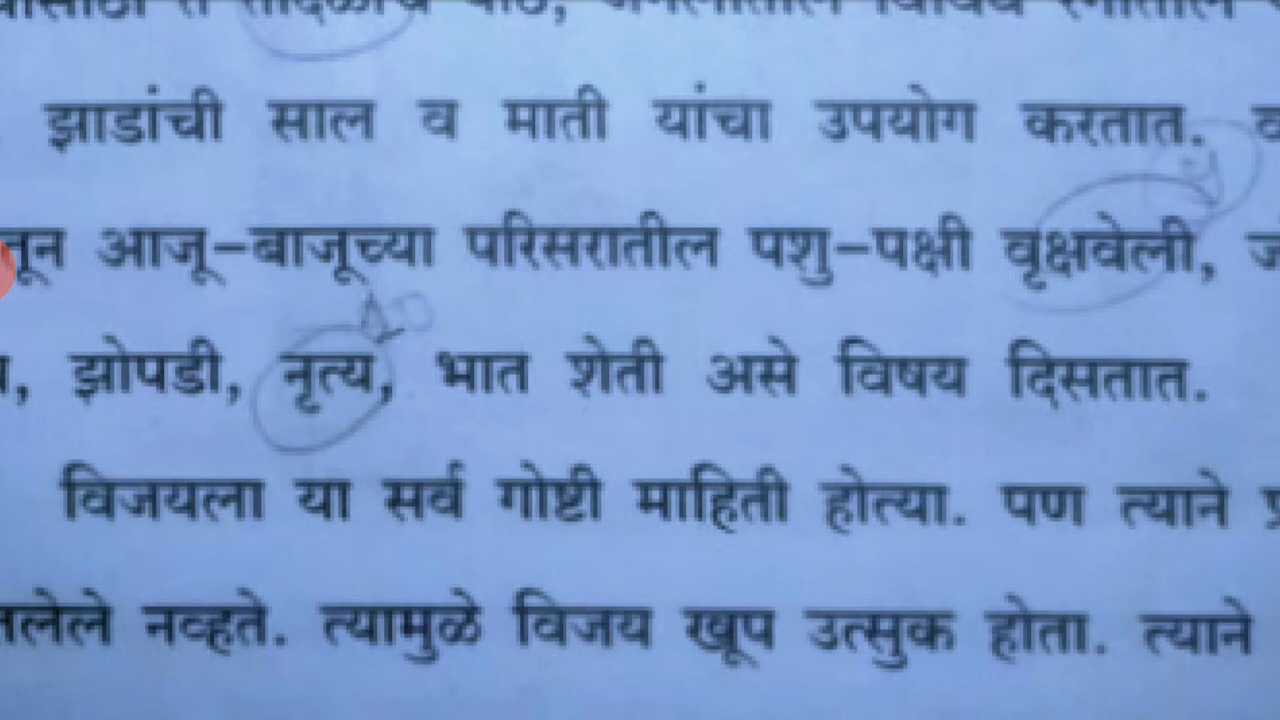 झाडांची साल व माती यांचा उपयोग करतात.
आजू-बाजूच्या परिसरातील पशु-पक्षी वृक्षवेली,
झोपडी, नृत्य, भात शेती असे विषय दिसतात.
विजयला या सर्व गोष्टी माहिती होत्या. पण त्याने
नव्हते. त्यामुळे विजय खूप उत्सुक होता. त्याने